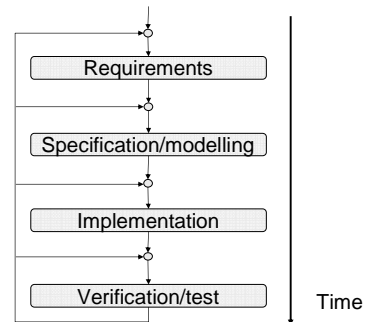 Requirements
Specification/modelling
Implementation
Verification/test
Time